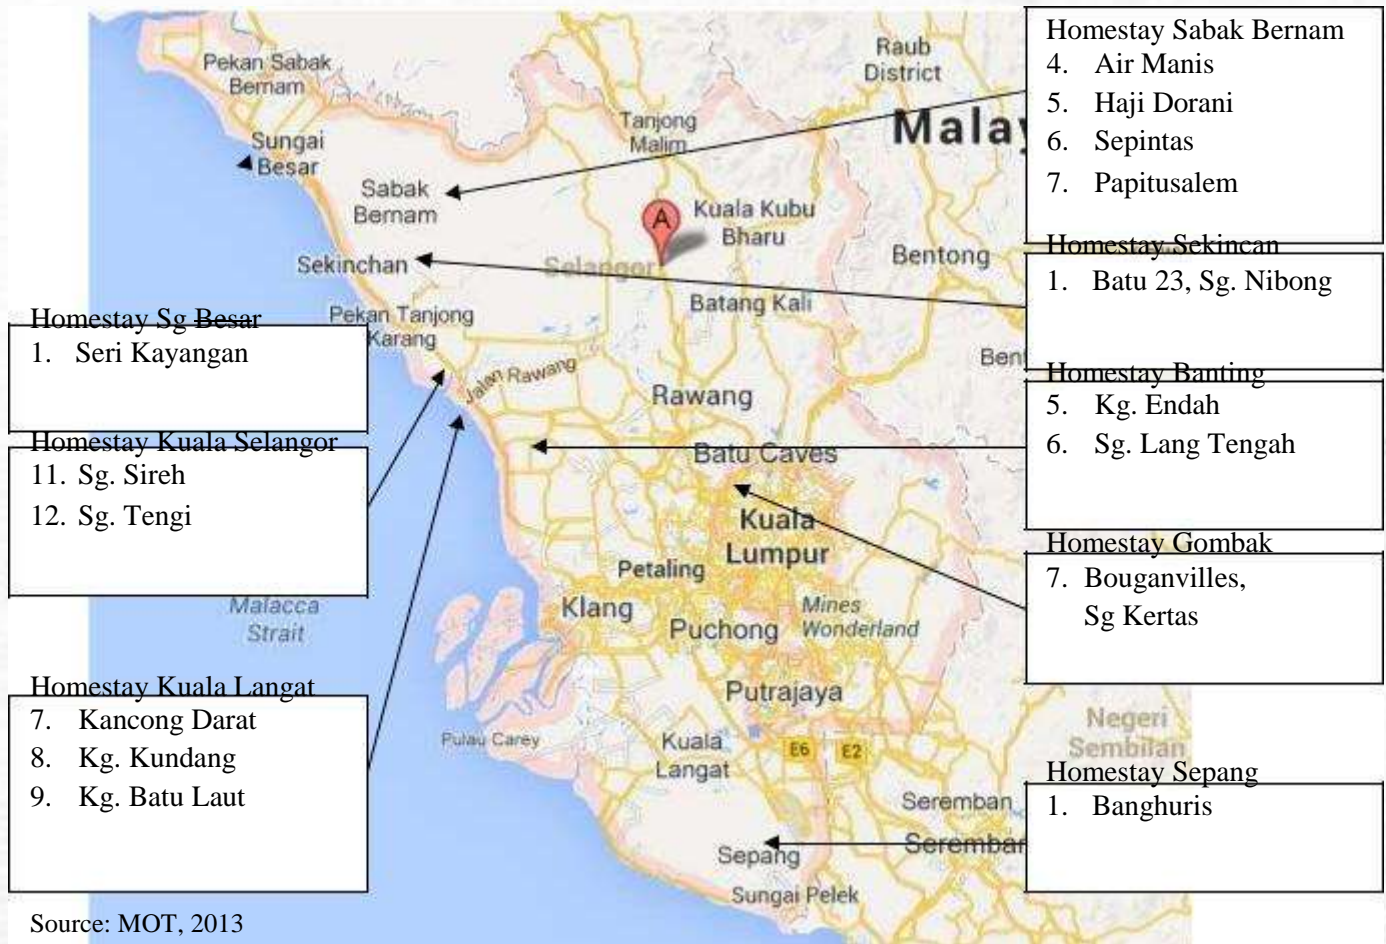 Homestay Sabak Bernam
4. Air Manis
5. Haji Dorani
6. Sepintas
7. Papitusalem
Homestay Sekincan
1. Batu 23, Sg. Nibong
Homestay Banting
5. Kg. Endah
6. Sg. Lang Tengah
Homestay Gombak
7. Bouganvilles,
Sg Kertas
Homestay Sepang
1. Banghuris
Homestay Sg Besar
1. Seri Kayangan
Homestay Kuala Selangor
11. Sg. Sireh
12. Sg. Tengi
Homestay Kuala Langat
7. Kancong Darat
8. Kg. Kundang
9. Kg. Batu Laut
Pekan Sabak
Bernam
Sungai
Besar
Sabak
Bernam
Sekinchan
Pekan Tanjong
Karang
Jalan Rawang
Tanjong
Malim
Raub
District
Malay
A
Kuala Kubu
Bharu
Selangor
Bentong
Batang Kali
Bent
Rawang
Batu Caves
Kuala
Lumpur
Petaling
Klang
Puchong
Mines
Wonderland
Malacca
Strait
Putrajaya
Pulau Carey
Kuala
Langat
E6
E2
Negeri
Sembilan
Seremban
Seremban
Sepang
Sungai Pelek
Source: MOT, 2013